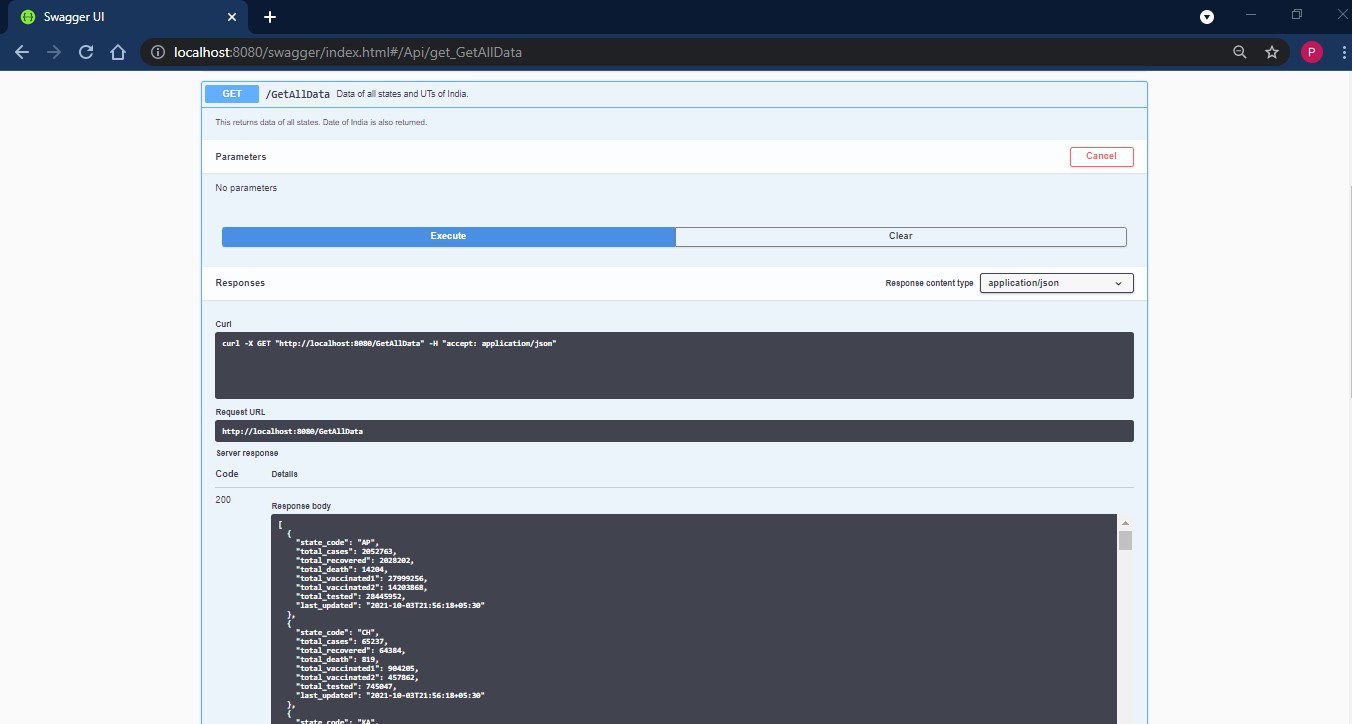 Swagger UI
localhost:8080/swagger/index.html#/Api/get_GetAllData
P
GET /GetAllData Data of all states and UTs of India.
This returns data of all states. Date of India is also returned.
Parameters Cancel
No parameters
Execute Clear
Responses Response content type application/json
Curl
curl -X GET "http://localhost:8080/GetAllData" -H "accept: application/json"
Request URL
http://localhost:8080/GetAllData
Server response
Code Details
200
Response body
[
{
"state_code": "AP",
"total_cases": 2052763,
"total_recovered": 2028202,
"total_death": 14204,
"total_vaccinated1": 27999256,
"total_vaccinated2": 14203868,
"total_tested": 28445952,
"last_updated": "2021-10-03T21:56:18+05:30"
},
{
"state_code": "CH",
"total_cases": 65237,
"total_recovered": 64384,
"total_death": 819,
"total_vaccinated1": 904205,
"total_vaccinated2": 457862,
"total_tested": 745047,
"last_updated": "2021-10-03T21:56:18+05:30"
},
{
"state_code": "KA",